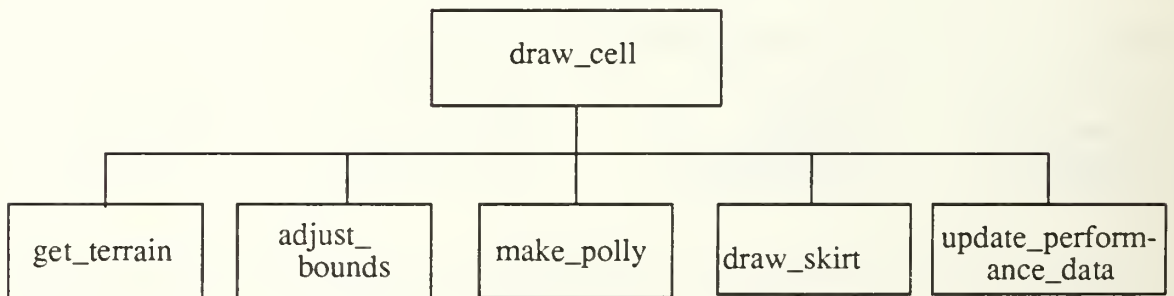 draw_cell
get_terrain
adjust_
bounds
make_polly
draw_skirt
update_perform-
ance_data